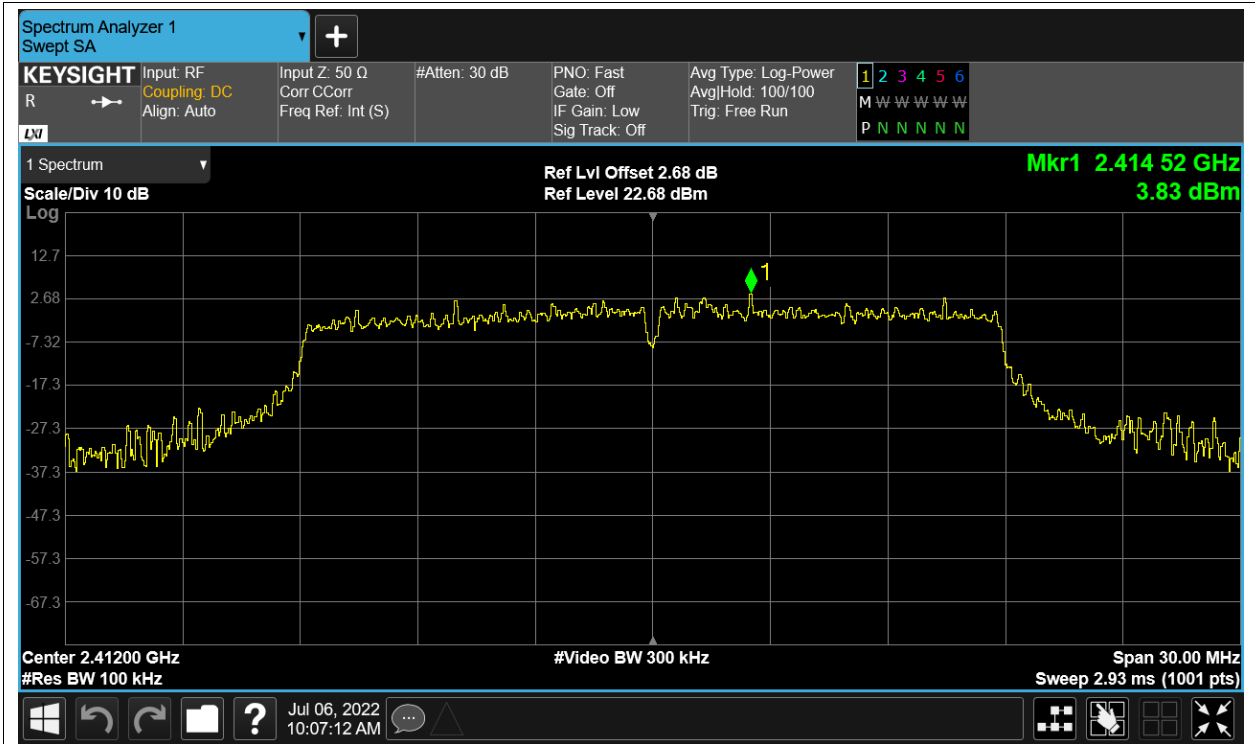 Spectrum Analyzer 1
Swept SA
+
KEYSIGHT
R
LXI
Input: RF
Coupling: DC
Align: Auto
Input Z: 50 Ω
Corr CCorr
Freq Ref: Int (S)
#Atten: 30 dB
PNO: Fast
Gate: Off
IF Gain: Low
Sig Track: Off
Avg Type: Log-Power
Avg|Hold: 100/100
Trig: Free Run
1 2 3 4 5 6
M W W W W W W
P N N N N N
1 Spectrum
Scale/Div 10 dB
Log
Ref Lvl Offset 2.68 dB
Ref Level 22.68 dBm
Mkr1 2.414 52 GHz
3.83 dBm
1
12.7
2.68
-7.32
-17.3
-27.3
-37.3
-47.3
-57.3
-67.3
Center 2.41200 GHz
#Res BW 100 kHz
#Video BW 300 kHz
Span 30.00 MHz
Sweep 2.93 ms (1001 pts)
?
Jul 06, 2022
10:07:12 AM